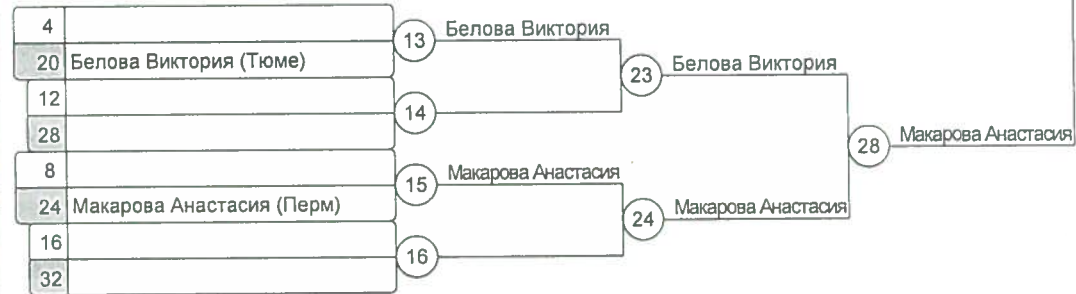 4
13 Белова Виктория
20 Белова Виктория (Тюме)
23 Белова Виктория
12
14
28
28 Макарова Анастасия
8
15 Макарова Анастасия
24 Макарова Анастасия (Перм)
24 Макарова Анастасия
16
16
32